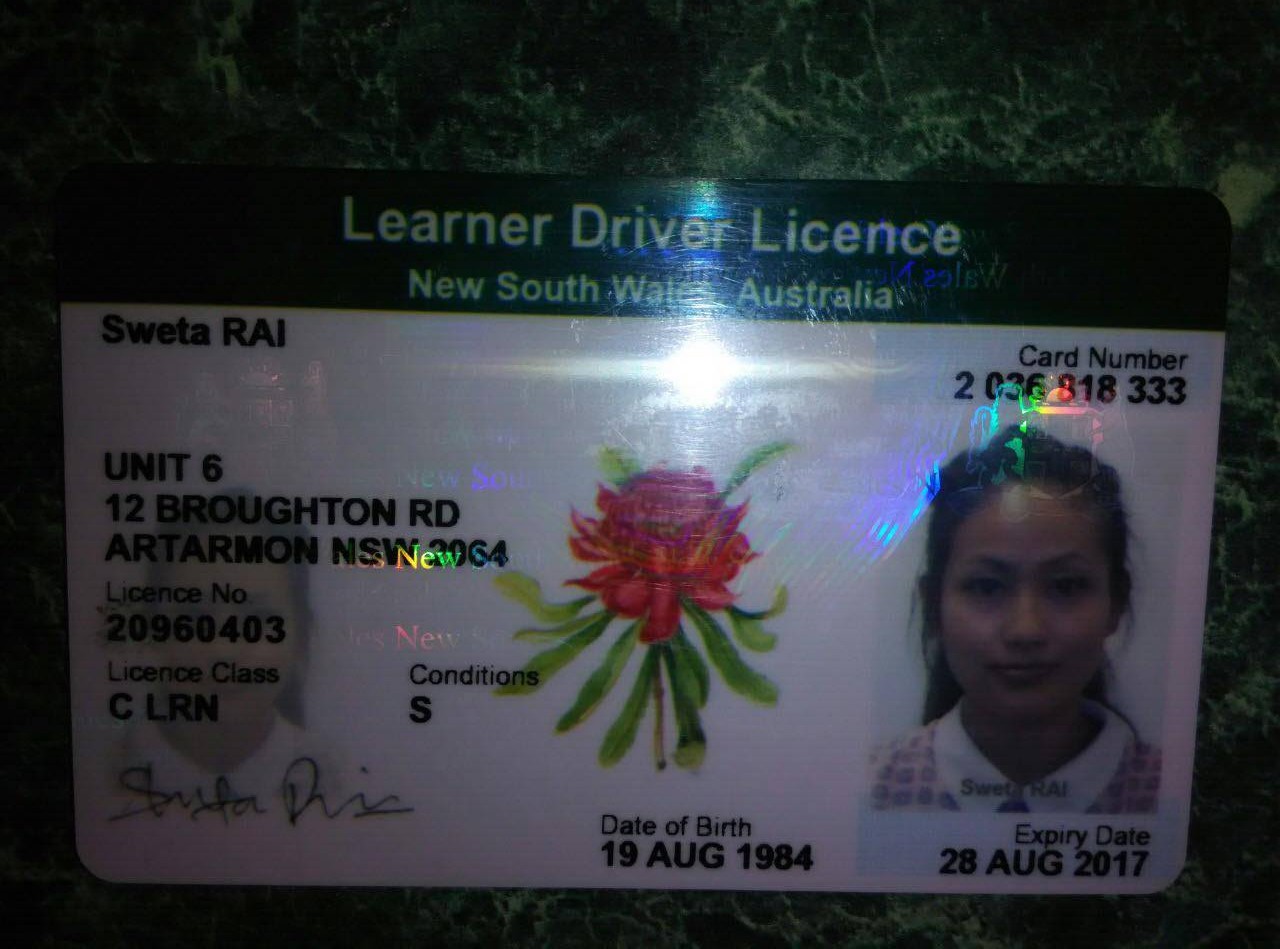 Learner Driver Licence
New South Wales Australia
Sweta RAI
Card Number
2 036 818 333
UNIT 6
12 BROUGHTON RD
ARTARMON NSW 2064
Licence No
20960403
Licence Class
Conditions
C LRN
S
Sweta RAI
Date of Birth
19 AUG 1984
Expiry Date
28 AUG 2017